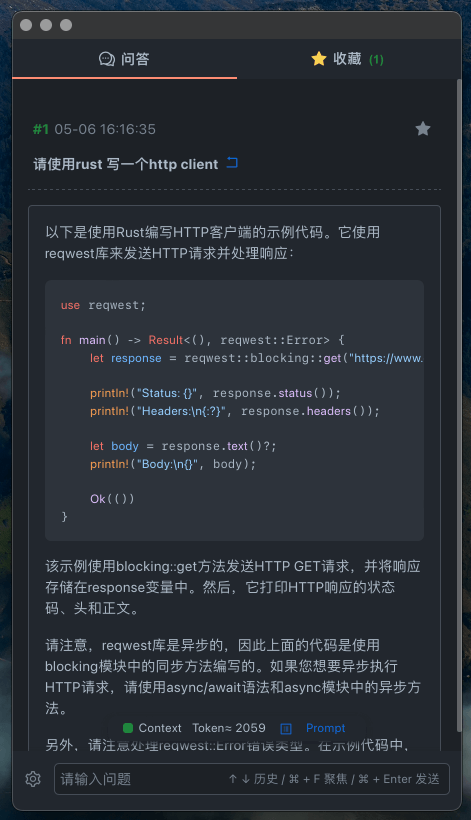 问答
收藏 (1)
#1 05-06 16:16:35
请使用rust 写一个http client
以下是使用Rust编写HTTP客户端的示例代码。它使用
reqwest库来发送HTTP请求并处理响应：
use reqwest;
fn main() -> Result<(), reqwest::Error> {
    let response = reqwest::blocking::get("https://www.
    println!("Status: {}", response.status());
    println!("Headers:\n{:?}", response.headers());
    let body = response.text()?;
    println!("Body:\n{}", body);
    Ok(())
}
该示例使用blocking::get方法发送HTTP GET请求，并将响应
存储在response变量中。然后，它打印HTTP响应的状态
码、头和正文。
请注意，reqwest库是异步的，因此上面的代码是使用
blocking模块中的同步方法编写的。如果您想要异步执行
HTTP请求，请使用async/await语法和async模块中的异步方
法。
Context Token≈ 2059 Prompt
另外，请注意处理reqwest::Error错误类型。在示例代码中，
请输入问题 ↑ ↓ 历史 / ⌘ + F 聚焦 / ⌘ + Enter 发送